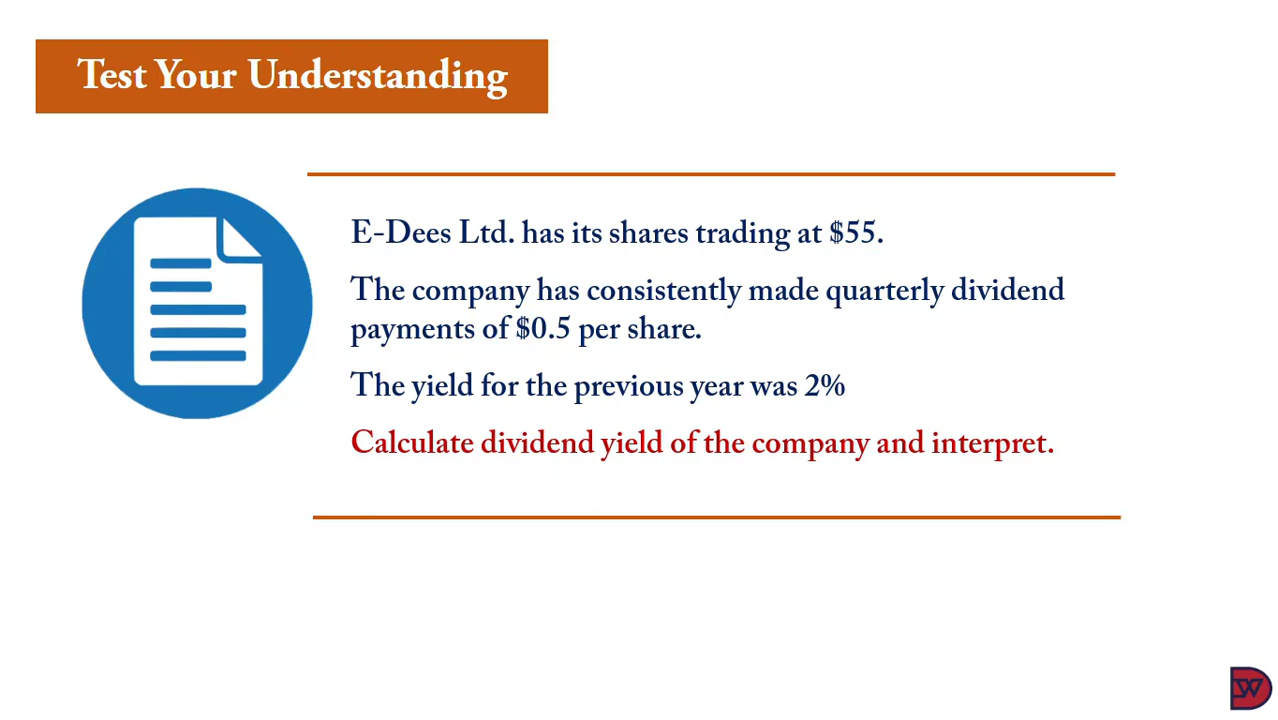 Test Your Understanding
E-Dees Ltd. has its shares trading at $55.
The company has consistently made quarterly dividend
payments of $0.5 per share.
The yield for the previous year was 2%
Calculate dividend yield of the company and interpret.